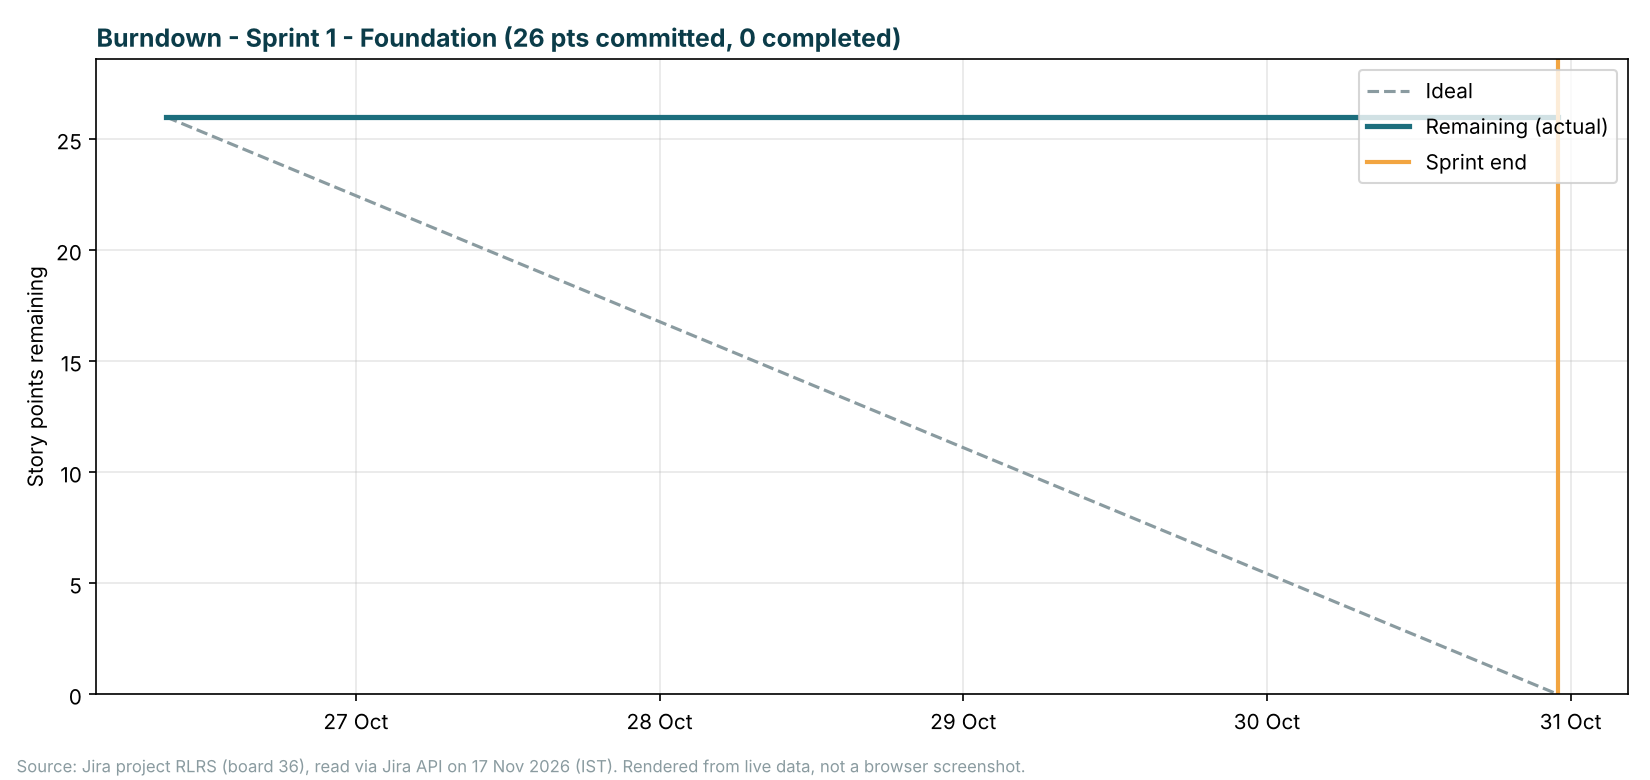 Burndown - Sprint 1 - Foundation (26 pts committed, 0 completed)
Ideal
Remaining (actual)
Sprint end
Story points remaining
25
20
15
10
5
0
27 Oct
28 Oct
29 Oct
30 Oct
31 Oct
Source: Jira project RLRS (board 36), read via Jira API on 17 Nov 2026 (IST). Rendered from live data, not a browser screenshot.